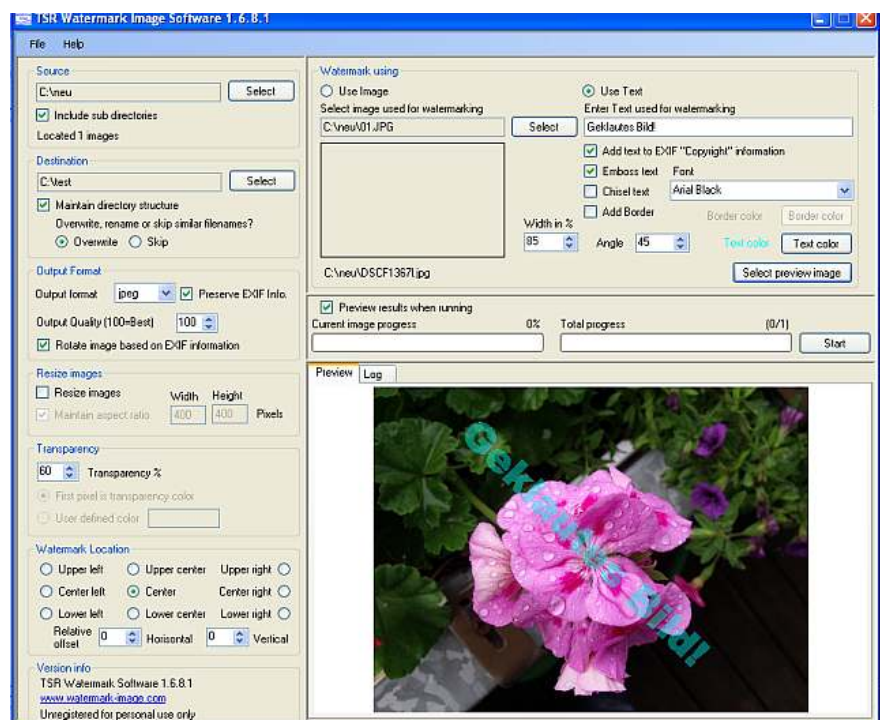 TSR Watermark Image Software 1.6.8.1
File Help
Source
C:\neu Select
Include sub directories
Located 1 images
Destination
C:\test Select
Maintain directory structure
Overwrite, rename or skip similar filenames?
Overwrite Skip
Output Format
Output format jpeg Preserve EXIF Info.
Output Quality (100=Best) 100
Rotate image based on EXIF information
Resize images
Resize images Width Height
Maintain aspect ratio 400 400 Pixels
Transparency
60 Transparency %
First pixel is transparency color
User defined color
Watermark Location
Upper left Upper center Upper right
Center left Center Center right
Lower left Lower center Lower right
Relative offset 0 Horisontal 0 Vertical
Version info
TSR Watermark Software 1.6.8.1
www.watermark-image.com
Unregistered for personal use only
Watermark using
Use Image Use Text
Select image used for watermarking Enter Text used for watermarking
C:\neu\01.JPG Select Geklautes Bild!
Add text to EXIF "Copyright" information
Emboss text Font
Chisel text Arial Black
Add Border Border color Border color
Width in %
85 Angle 45 Text color Text color
C:\neu\DSCF1367l.jpg Select preview image
Preview results when running
Current image progress 0% Total progress (0/1)
Start
Preview Log
Geklautes Bild!